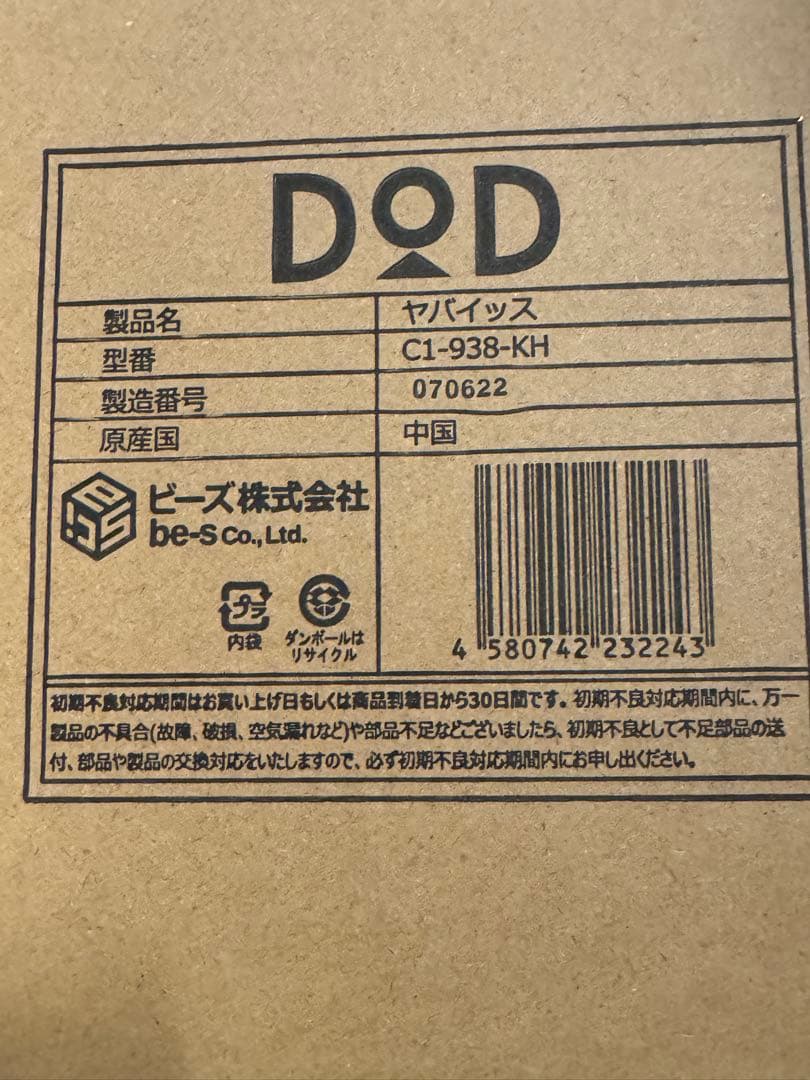 DOD
製品名 ヤバイッス
型番 C1-938-KH
製造番号 070622
原産国 中国
ビーズ株式会社
be-s Co., Ltd.
プラ
内袋
ダンボールは
リサイクル
4 580742 232243
初期不良対応期間はお買い上げ日もしくは商品到着日から30日間です。初期不良対応期間内に、万一
製品の不具合(故障、破損、空気漏れなど)や部品不足などございましたら、初期不良として不足部品の送
付、部品や製品の交換対応をいたしますので、必ず初期不良対応期間内にお申し出ください。